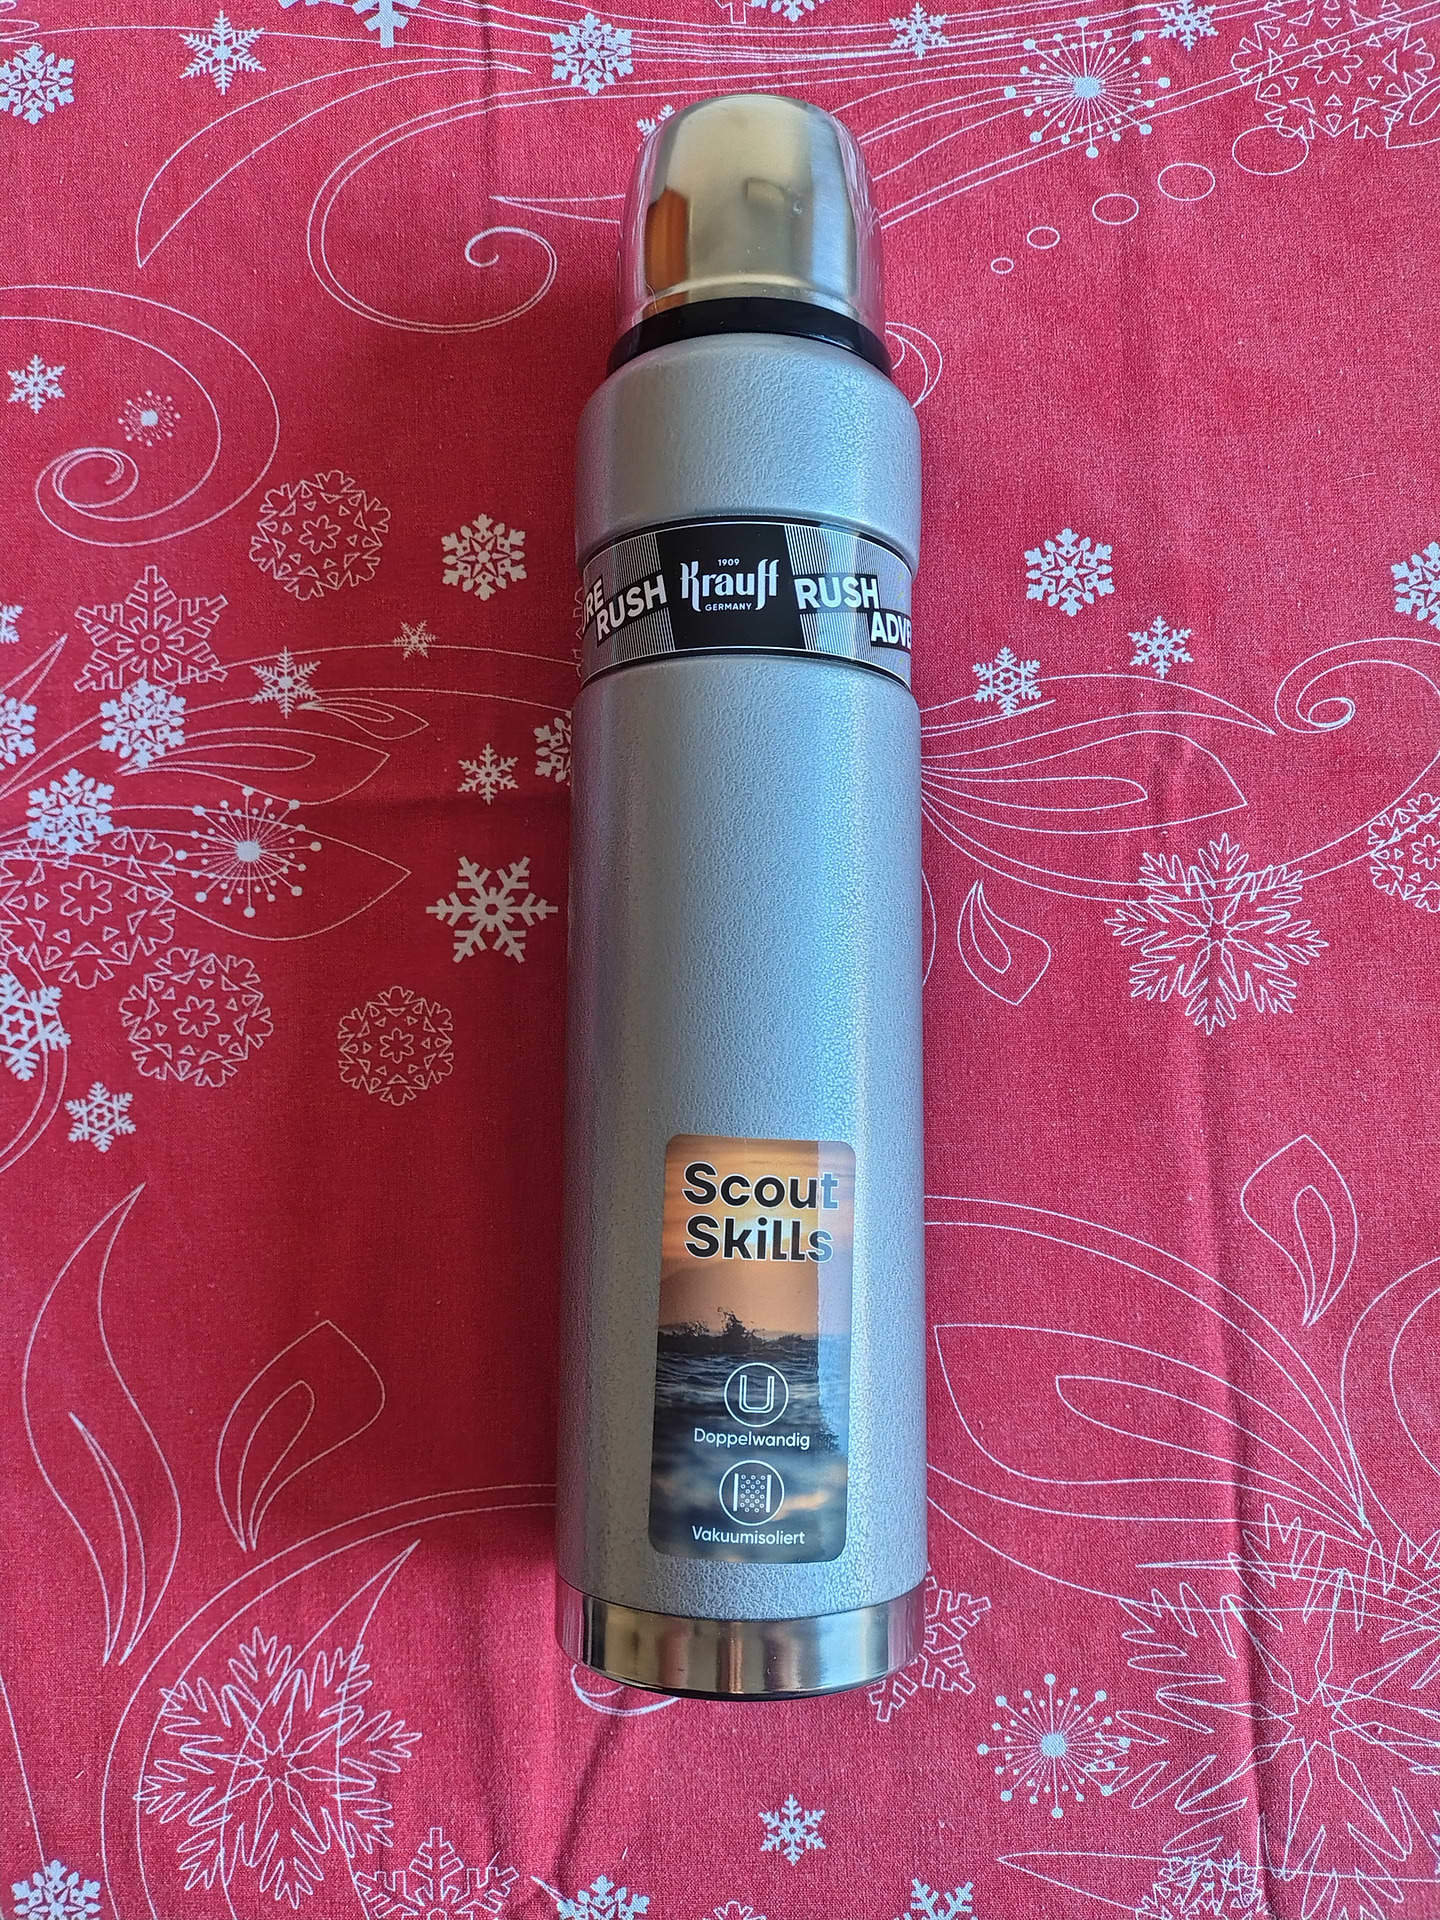 1909
Krauff
GERMANY
RUSH
RUSH
Scout
Skills
Doppelwandig
Vakuumisoliert